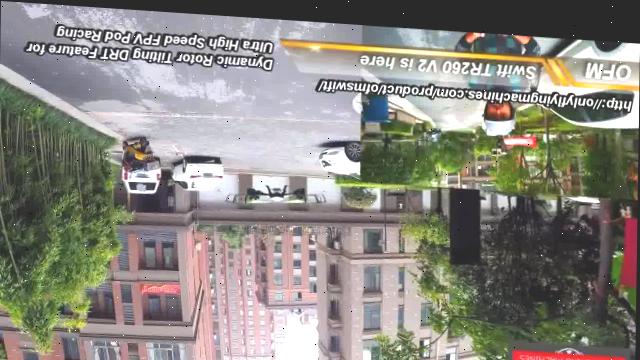 http://onlyflyingmachines.com/product/ofmswift/
OFM
Swift TR260 V2 is here
Dynamic Rotor Tilting DRT Feature for
Ultra High Speed FPV Pod Racing